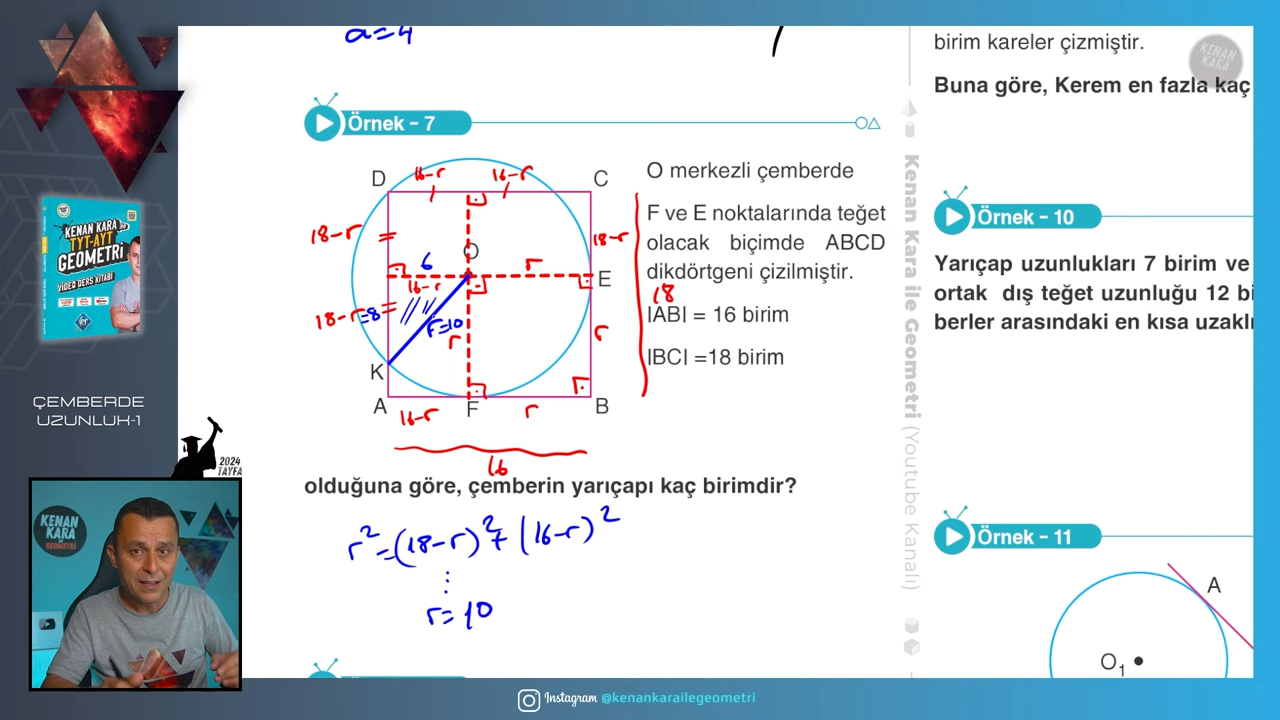 a=4
birim kareler çizmiştir.
Buna göre, Kerem en fazla kaç
KENAN KARA
Örnek - 7
D
16-r
16-r
C
O merkezli çemberde
F ve E noktalarında teğet
olacak biçimde ABCD
dikdörtgeni çizilmiştir.
18
IABI = 16 birim
IBCI =18 birim
18-r
18-r
6
O
r
16-r
E
18-r=8
r=10
r
r
K
A
16-r
F
r
B
16
olduğuna göre, çemberin yarıçapı kaç birimdir?
r²=(18-r)²+(16-r)²
⋮
r=10
Kenan Kara ile Geometri (Youtube Kanalı)
Örnek - 10
Yarıçap uzunlukları 7 birim ve
ortak dış teğet uzunluğu 12 bi
berler arasındaki en kısa uzaklı
Örnek - 11
A
O₁
KENAN KARA
TYT-AYT
GEOMETRİ
VİDEO DERS KİTABI
ÇEMBERDE
UZUNLUK-1
2024
TAYFA
KENAN
KARA
GEOMETRİ
Instagram @kenankarailegeometri